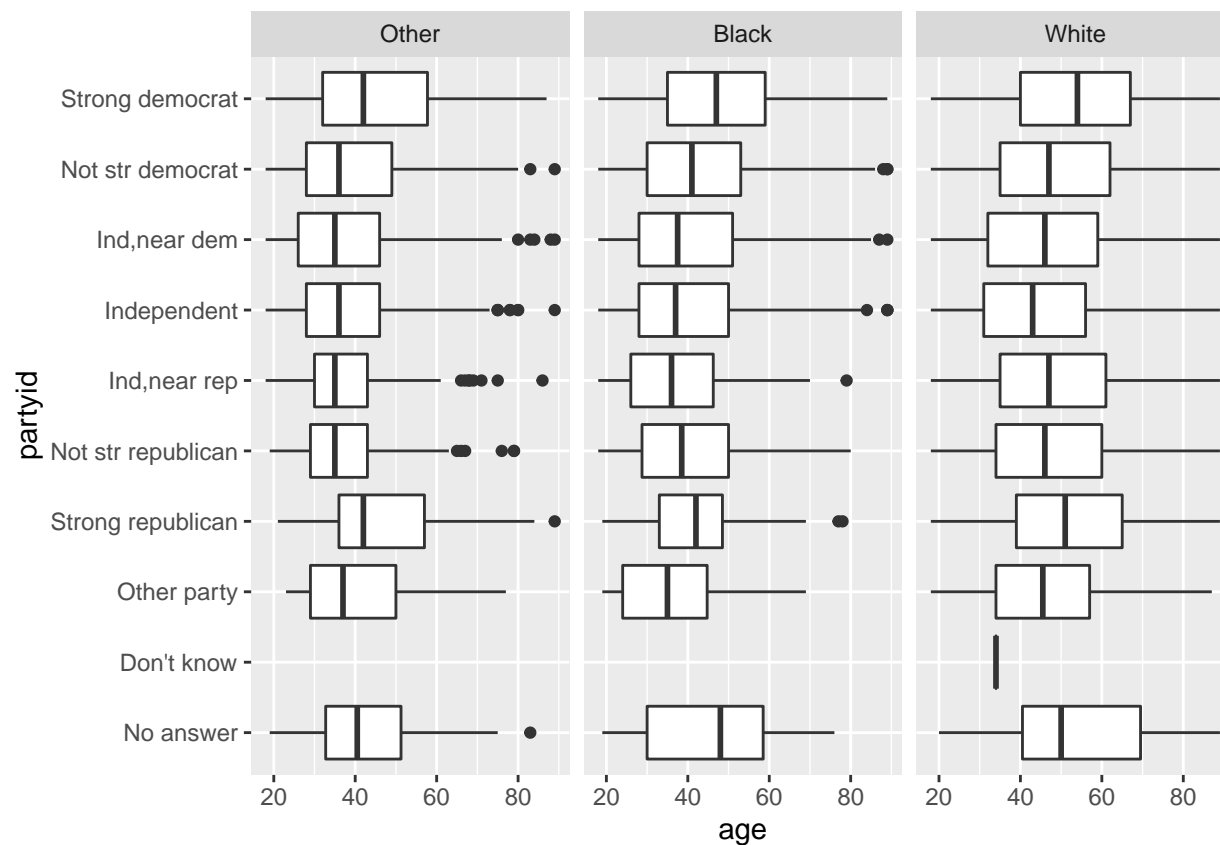 Other Black White
Strong democrat
Not str democrat
Ind,near dem
Independent
Ind,near rep
Not str republican
Strong republican
Other party
Don't know
No answer
partyid
20 40 60 80 20 40 60 80 20 40 60 80
age